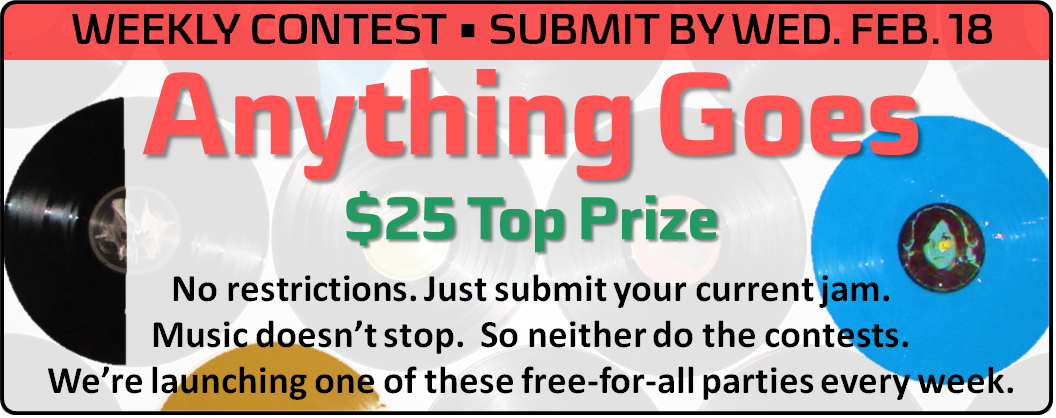 WEEKLY CONTEST ▪ SUBMIT BY WED. FEB. 18
Anything Goes
$25 Top Prize
No restrictions. Just submit your current jam.
Music doesn't stop.  So neither do the contests.
We're launching one of these free-for-all parties every week.